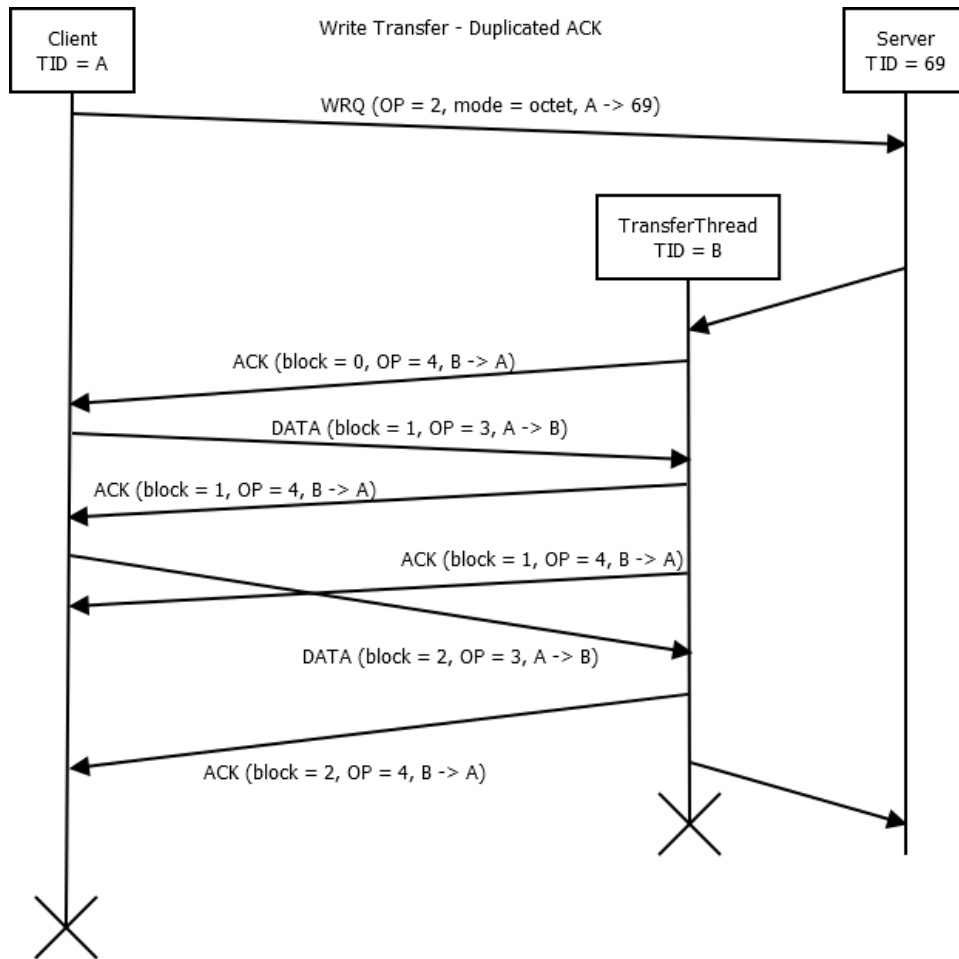 Write Transfer - Duplicated ACK
Client
TID = A
Server
TID = 69
WRQ (OP = 2, mode = octet, A -> 69)
TransferThread
TID = B
ACK (block = 0, OP = 4, B -> A)
DATA (block = 1, OP = 3, A -> B)
ACK (block = 1, OP = 4, B -> A)
ACK (block = 1, OP = 4, B -> A)
DATA (block = 2, OP = 3, A -> B)
ACK (block = 2, OP = 4, B -> A)